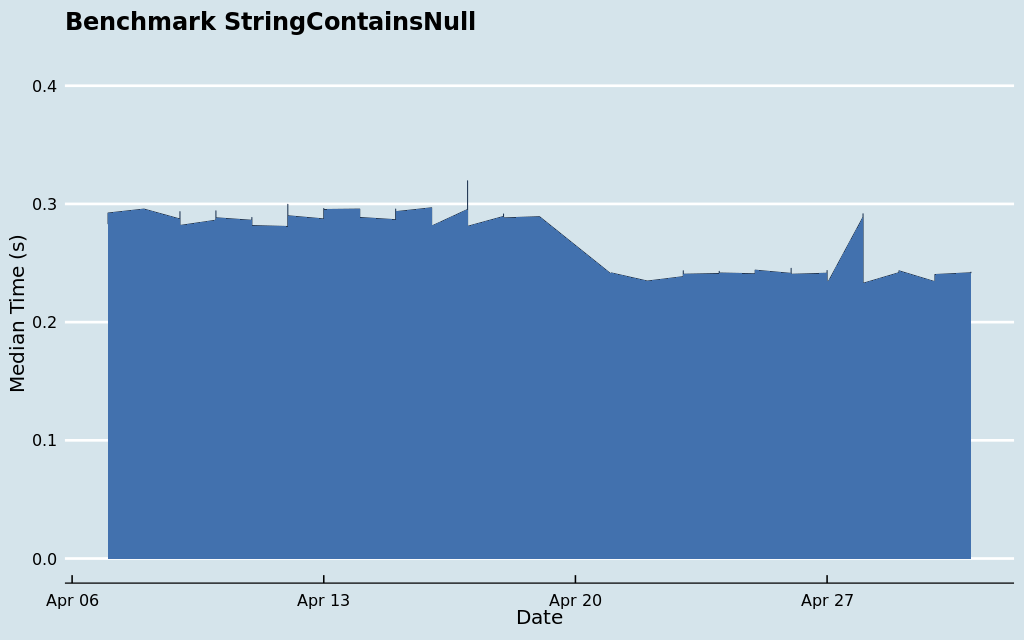 Benchmark StringContainsNull
0.4
0.3
0.2
0.1
0.0
Median Time (s)
Apr 06
Apr 13
Apr 20
Apr 27
Date